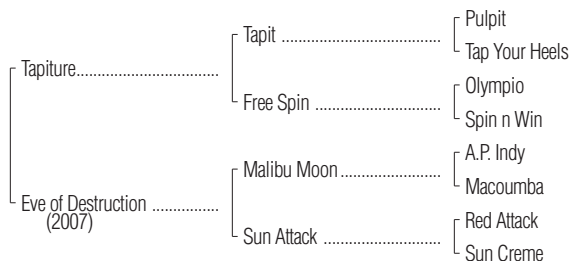 Pulpit
Tapit ........................................
Tap Your Heels
Tapiture....................................
Olympio
Free Spin ................................
Spin n Win
A.P. Indy
Malibu Moon .........................
Macoumba
Eve of Destruction .................
(2007)
Red Attack
Sun Attack .............................
Sun Creme